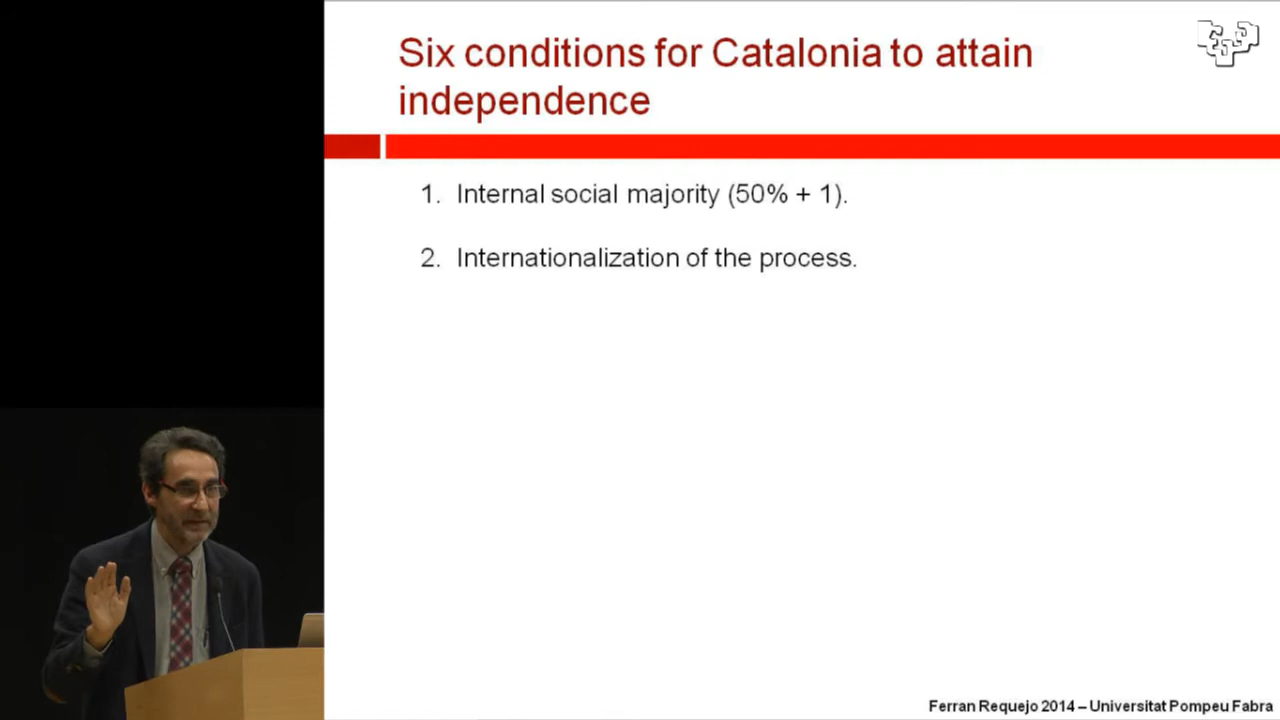 Six conditions for Catalonia to attain
independence
1. Internal social majority (50% + 1).
2. Internationalization of the process.
Ferran Requejo 2014 – Universitat Pompeu Fabra